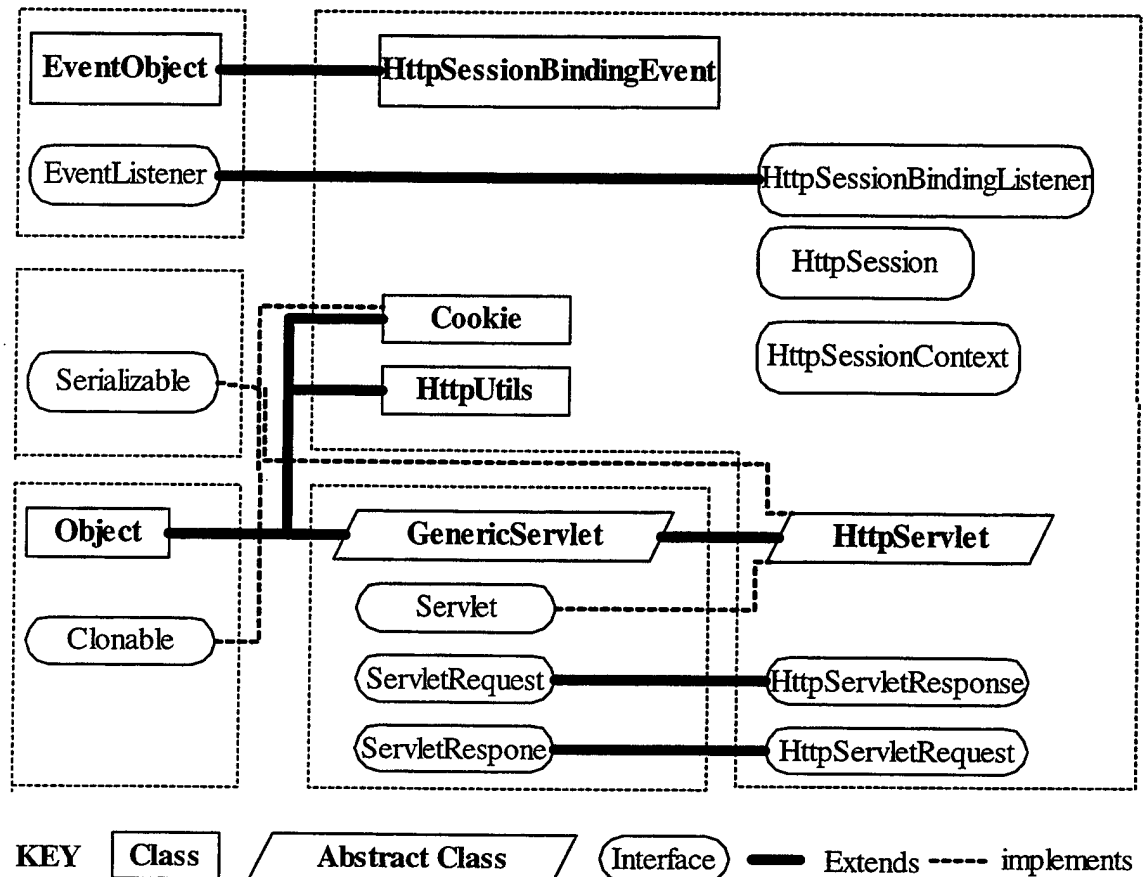 EventObject
HttpSessionBindingEvent
EventListener
HttpSessionBindingListener
HttpSession
Cookie
HttpSessionContext
Serializable
HttpUtils
Object
GenericServlet
HttpServlet
Servlet
Clonable
ServletRequest
HttpServletResponse
ServletRespone
HttpServletRequest
KEY Class Abstract Class Interface Extends implements